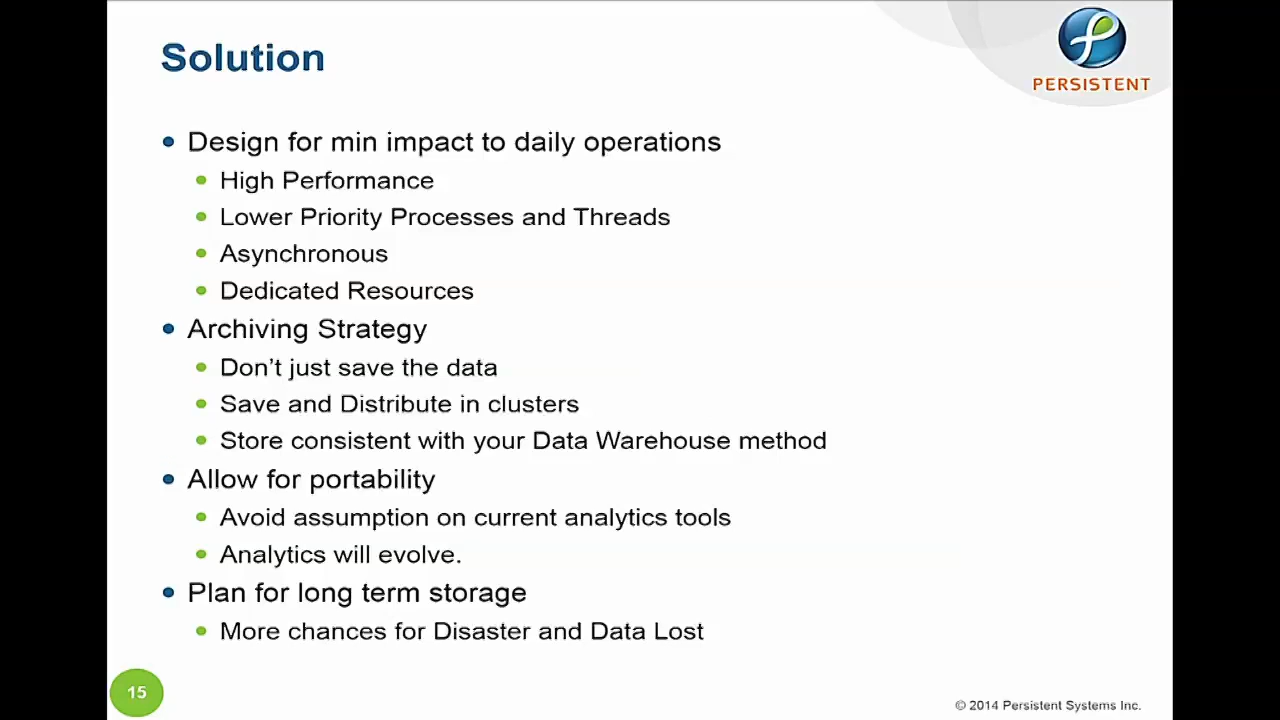 Solution
PERSISTENT
Design for min impact to daily operations
High Performance
Lower Priority Processes and Threads
Asynchronous
Dedicated Resources
Archiving Strategy
Don’t just save the data
Save and Distribute in clusters
Store consistent with your Data Warehouse method
Allow for portability
Avoid assumption on current analytics tools
Analytics will evolve.
Plan for long term storage
More chances for Disaster and Data Lost
15
© 2014 Persistent Systems Inc.